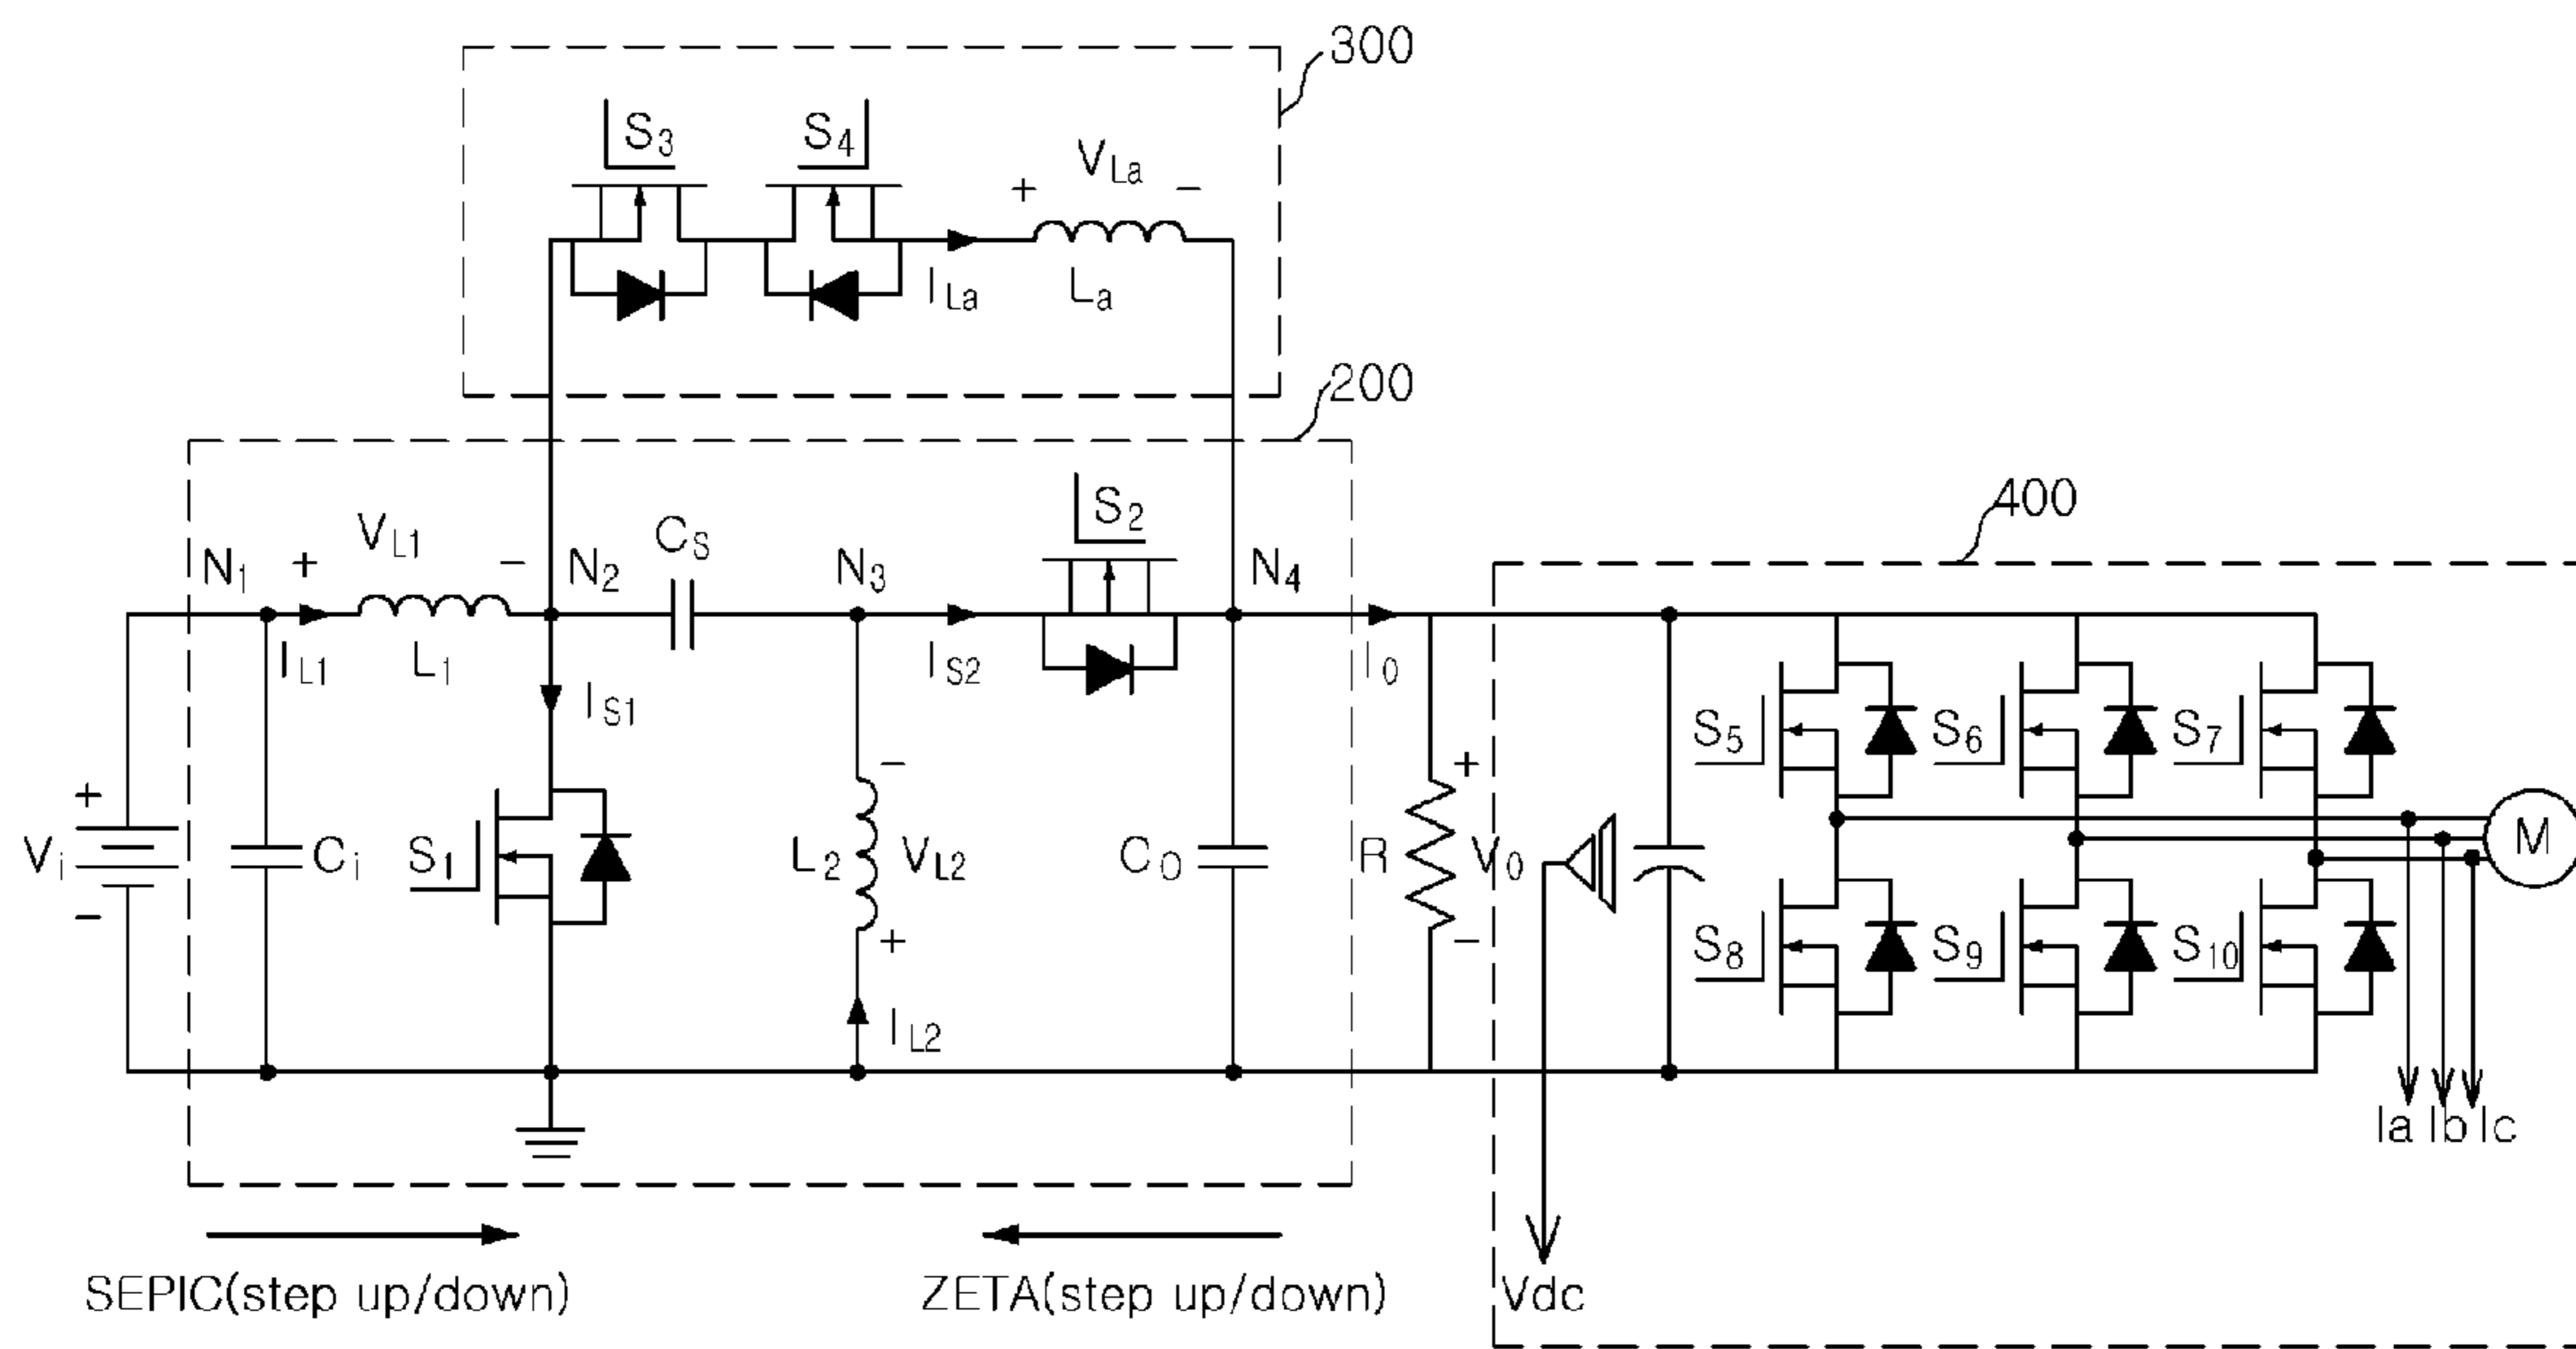 300
S3 S4 VLa
+ -
ILa La
200
S2
400
VL1 CS
N1 + - N2 N3 N4
IL1 L1 IS2 I0
IS1
S5 S6 S7
- +
+
Vi Ci S1 L2 VL2 CO R V0 M
-
+ -
S8 S9 S10
IL2
Ia Ib Ic
SEPIC(step up/down) ZETA(step up/down) Vdc